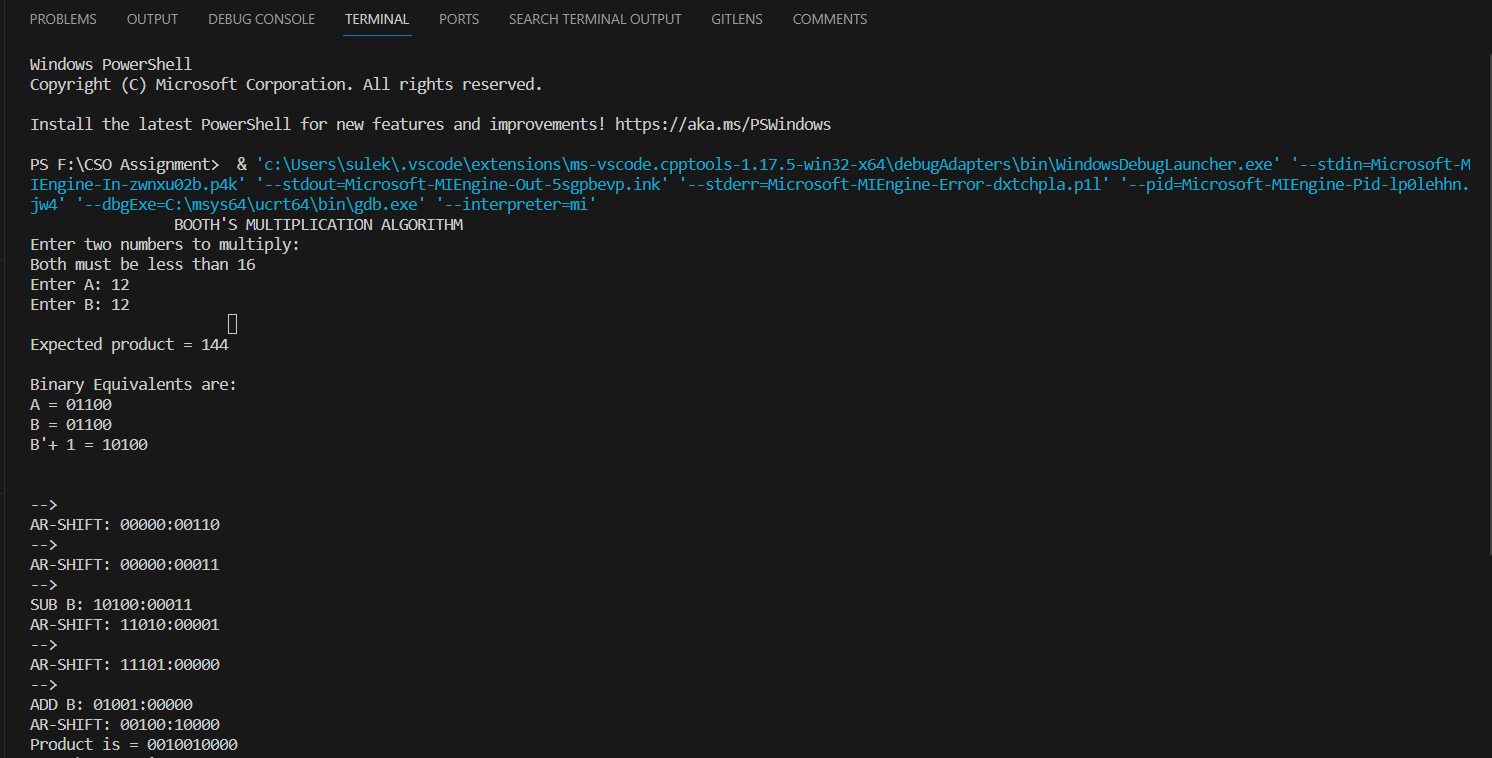 PROBLEMS OUTPUT DEBUG CONSOLE TERMINAL PORTS SEARCH TERMINAL OUTPUT GITLENS COMMENTS
Windows PowerShell
Copyright (C) Microsoft Corporation. All rights reserved.
Install the latest PowerShell for new features and improvements! https://aka.ms/PSWindows
PS F:\CSO Assignment>  & 'c:\Users\sulek\.vscode\extensions\ms-vscode.cpptools-1.17.5-win32-x64\debugAdapters\bin\WindowsDebugLauncher.exe' '--stdin=Microsoft-M
IEngine-In-zwnxu02b.p4k' '--stdout=Microsoft-MIEngine-Out-5sgpbevp.ink' '--stderr=Microsoft-MIEngine-Error-dxtchpla.p1l' '--pid=Microsoft-MIEngine-Pid-lp0lehhn.
jw4' '--dbgExe=C:\msys64\ucrt64\bin\gdb.exe' '--interpreter=mi'
BOOTH'S MULTIPLICATION ALGORITHM
Enter two numbers to multiply:
Both must be less than 16
Enter A: 12
Enter B: 12
Expected product = 144
Binary Equivalents are:
A = 01100
B = 01100
B'+ 1 = 10100
-->
AR-SHIFT: 00000:00110
-->
AR-SHIFT: 00000:00011
-->
SUB B: 10100:00011
AR-SHIFT: 11010:00001
-->
AR-SHIFT: 11101:00000
-->
ADD B: 01001:00000
AR-SHIFT: 00100:10000
Product is = 0010010000